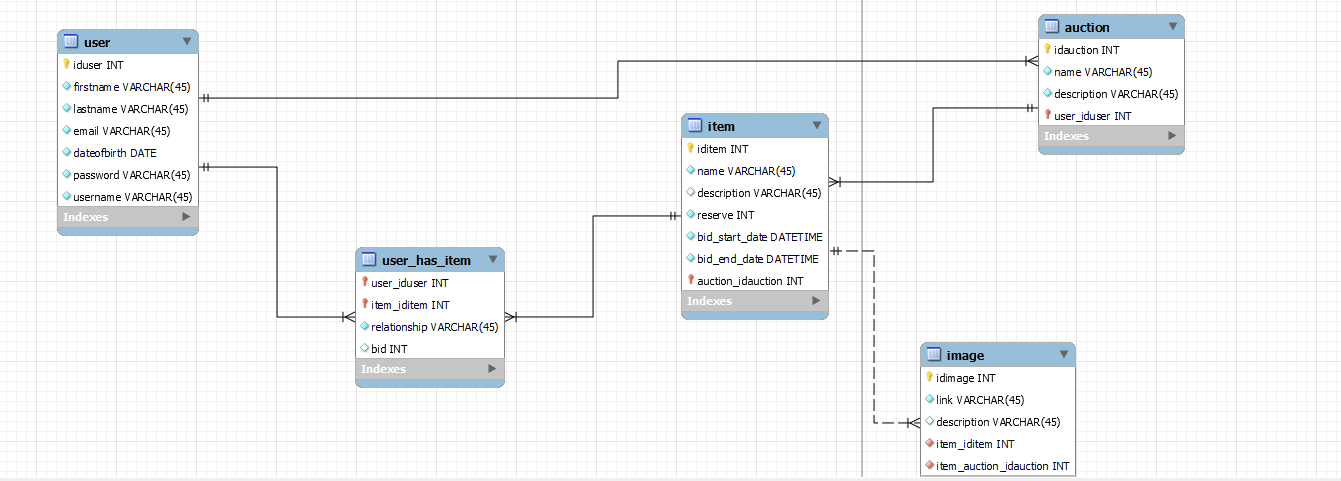 user
iduser INT
firstname VARCHAR(45)
lastname VARCHAR(45)
email VARCHAR(45)
dateofbirth DATE
password VARCHAR(45)
username VARCHAR(45)
Indexes
user_has_item
user_iduser INT
item_iditem INT
relationship VARCHAR(45)
bid INT
Indexes
item
iditem INT
name VARCHAR(45)
description VARCHAR(45)
reserve INT
bid_start_date DATETIME
bid_end_date DATETIME
auction_idauction INT
Indexes
auction
idauction INT
name VARCHAR(45)
description VARCHAR(45)
user_iduser INT
Indexes
image
idimage INT
link VARCHAR(45)
description VARCHAR(45)
item_iditem INT
item_auction_idauction INT